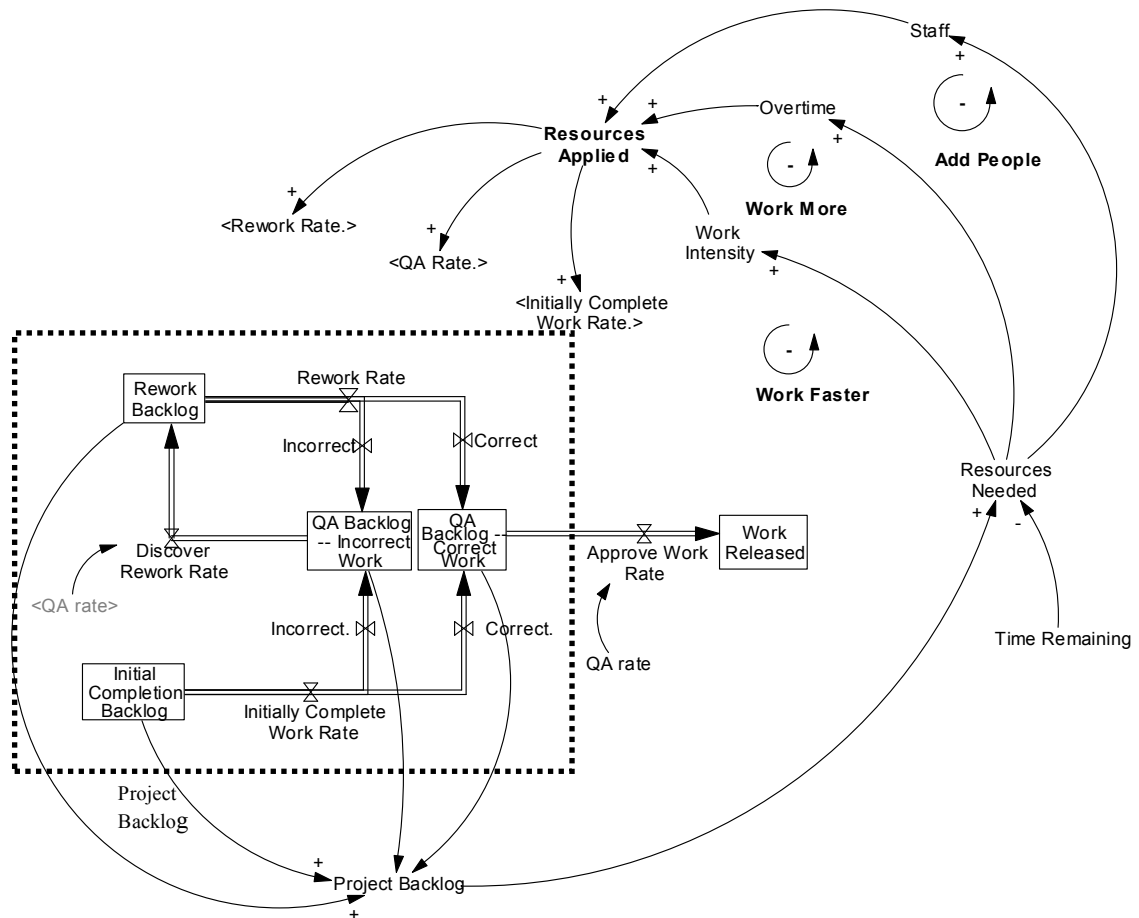 Staff
+
-
Add People
+
+
Overtime
+
-
Work More
Resources
Applied
+
+
<Rework Rate.>
+
<QA Rate.>
Work
Intensity
+
+
<Initially Complete
Work Rate.>
-
Work Faster
Rework
Backlog
Rework Rate
Incorrect
Correct
Resources
Needed
+
-
QA Backlog
-- Incorrect
Work
QA
Backlog --
Correct
Work
Approve Work
Rate
Work
Released
Discover
Rework Rate
<QA rate>
Incorrect.
Correct.
QA rate
Time Remaining
Initial
Completion
Backlog
Initially Complete
Work Rate
Project
Backlog
+
Project Backlog
+